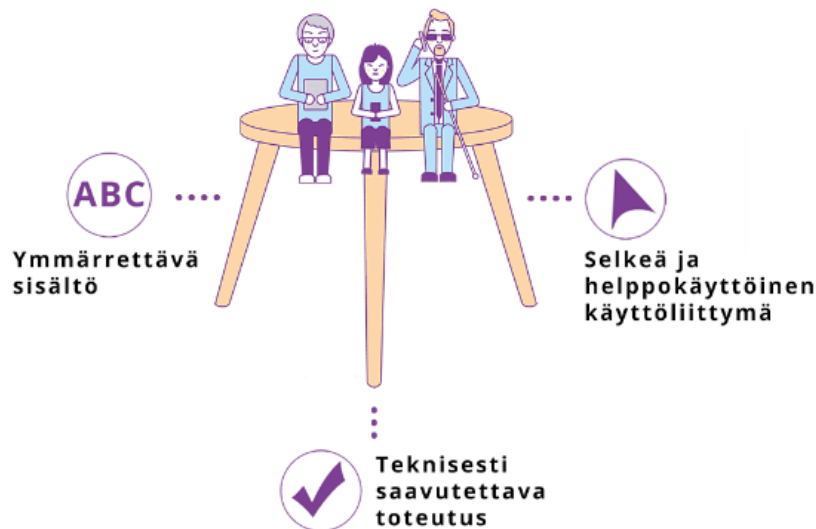 ABC
Ymmärrettävä
sisältö
Selkeä ja
helppokäyttöinen
käyttöliittymä
Teknisesti
saavutettava
toteutus